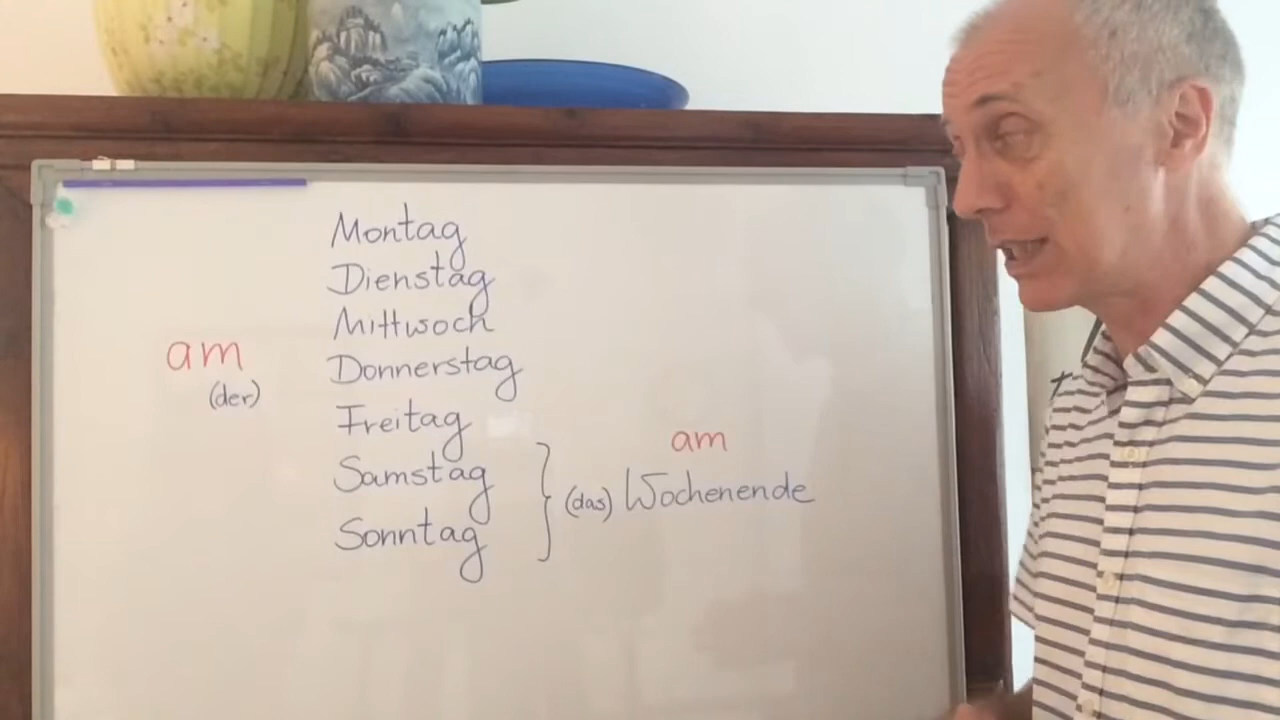 Montag
Dienstag
Mittwoch
am
Donnerstag
(der)
Freitag
am
Samstag
(das) Wochenende
Sonntag